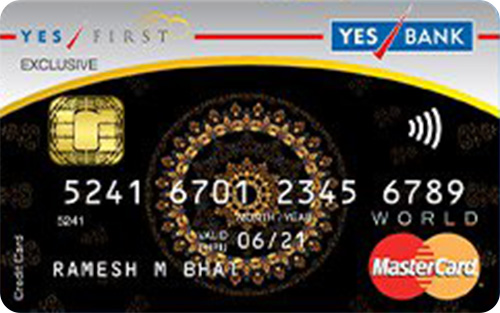 YES FIRST
EXCLUSIVE
YES BANK
5241 6701 2345 6789
5241
MONTH - YEAR
VALID
06/21
WORLD
RAMESH M BHAT
MasterCard
Credit Card